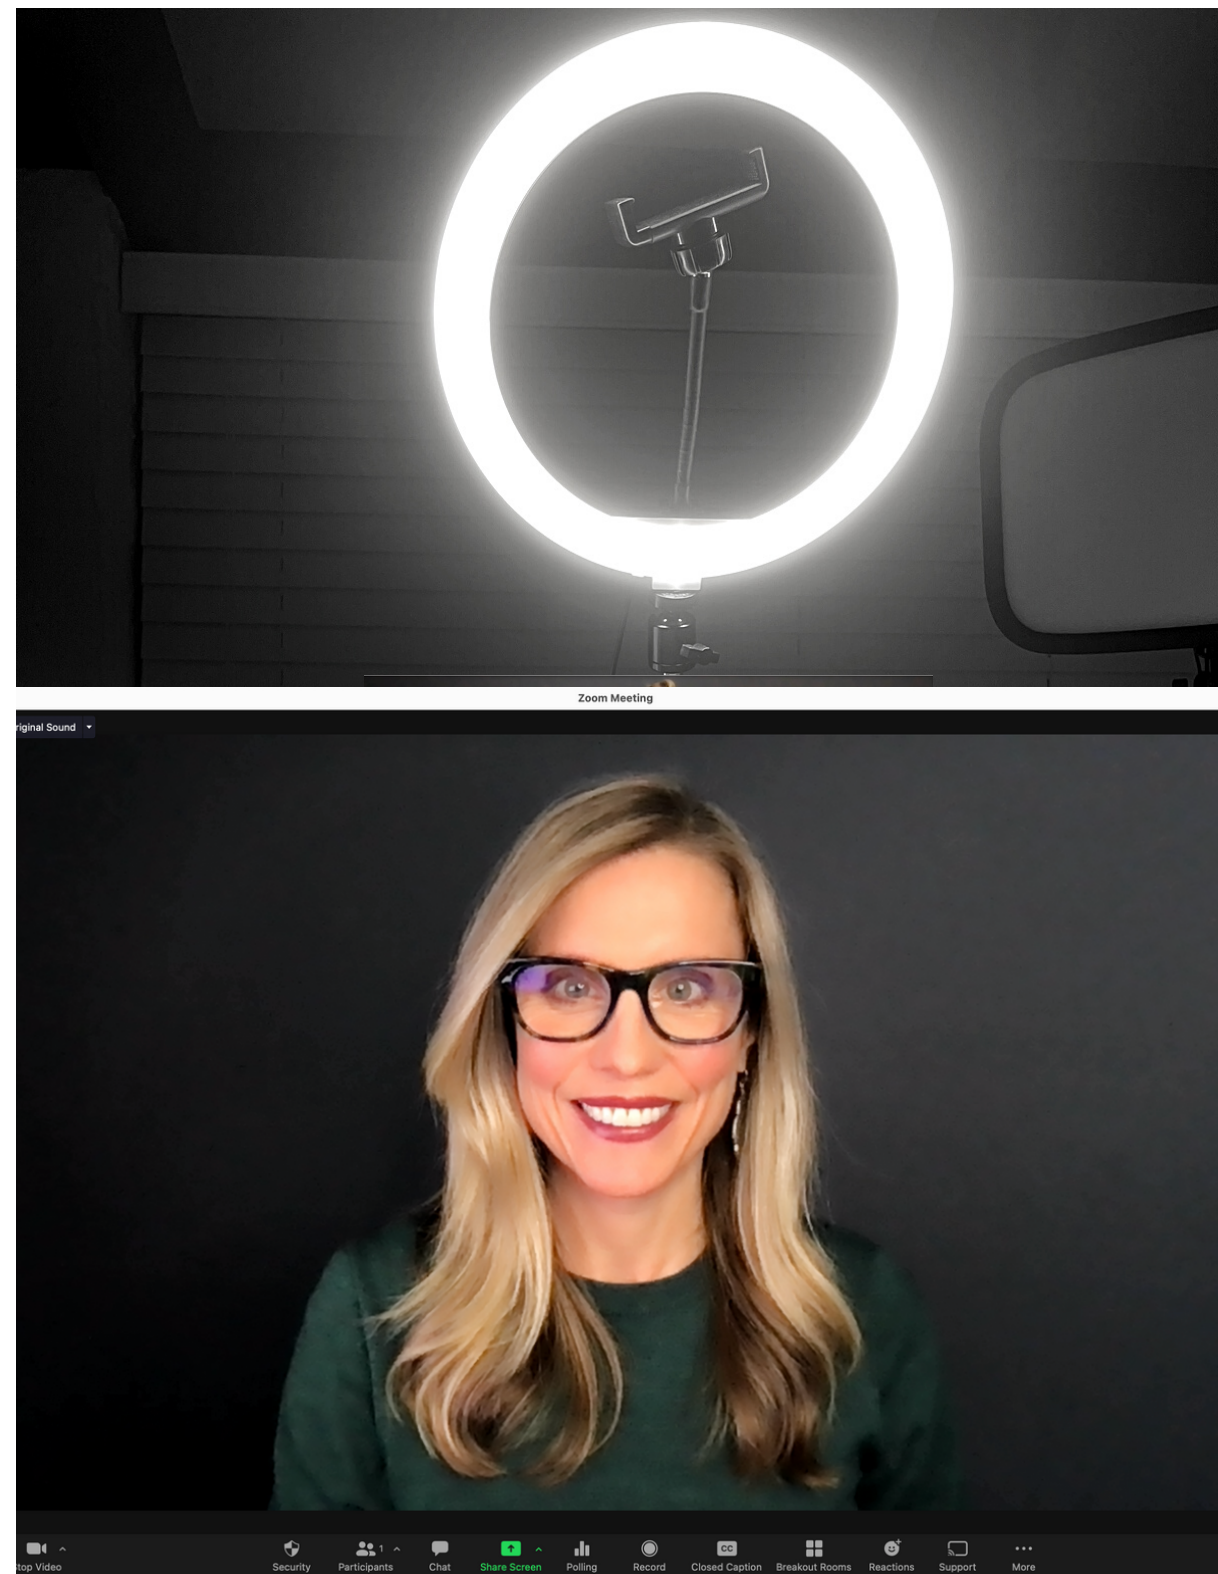 Zoom Meeting
riginal Sound
top Video
1
Security
Participants
Chat
Share Screen
Polling
Record
CC
Closed Caption
Breakout Rooms
Reactions
Support
More